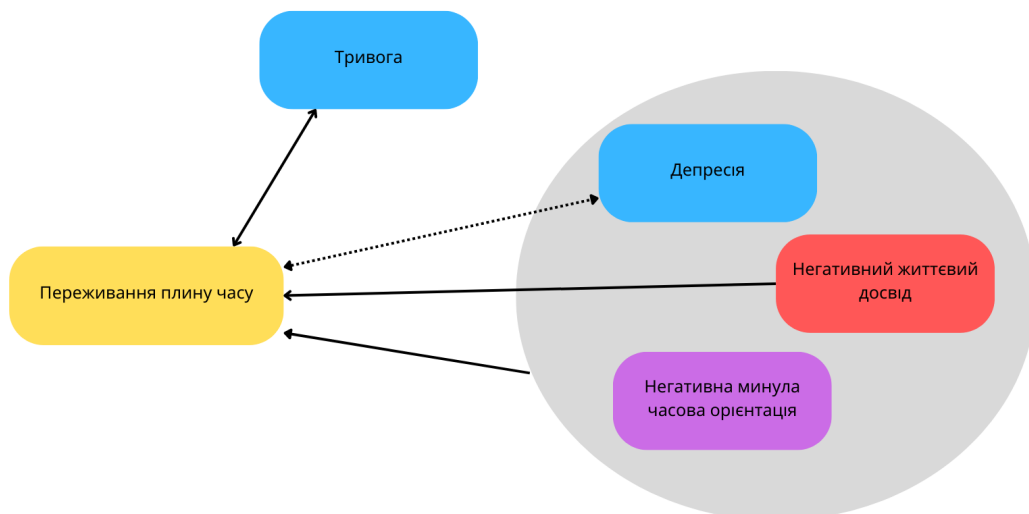 Тривога
Депресія
Негативний життєвий
досвід
Переживання плину часу
Негативна минула
часова орієнтація